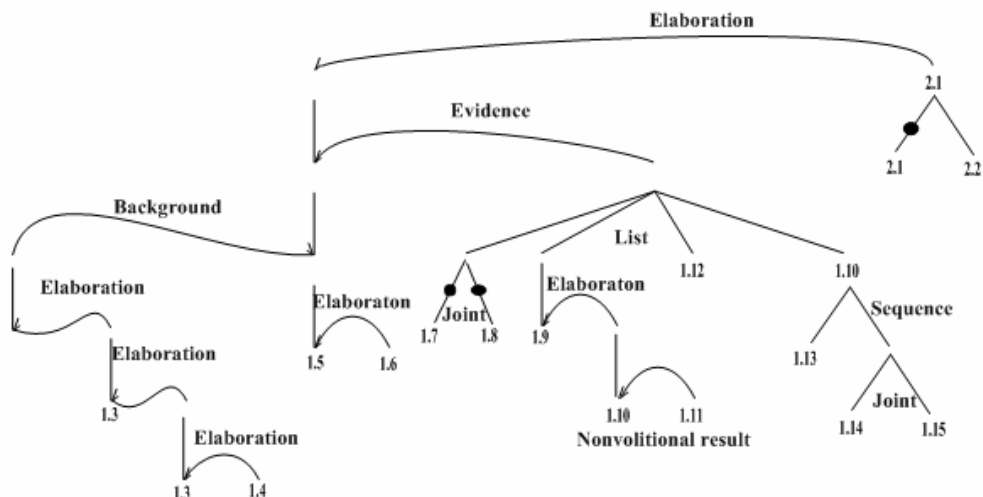 Elaboration
2.1
Evidence
2.1 2.2
Background
List
1.12 1.10
Elaboration Elaboraton Joint Elaboraton Sequence
1.7 1.8 1.9
Elaboration 1.5 1.6 1.13
1.3 1.10 1.11 Joint
1.14 1.15
Elaboration Nonvolitional result
1.3 1.4